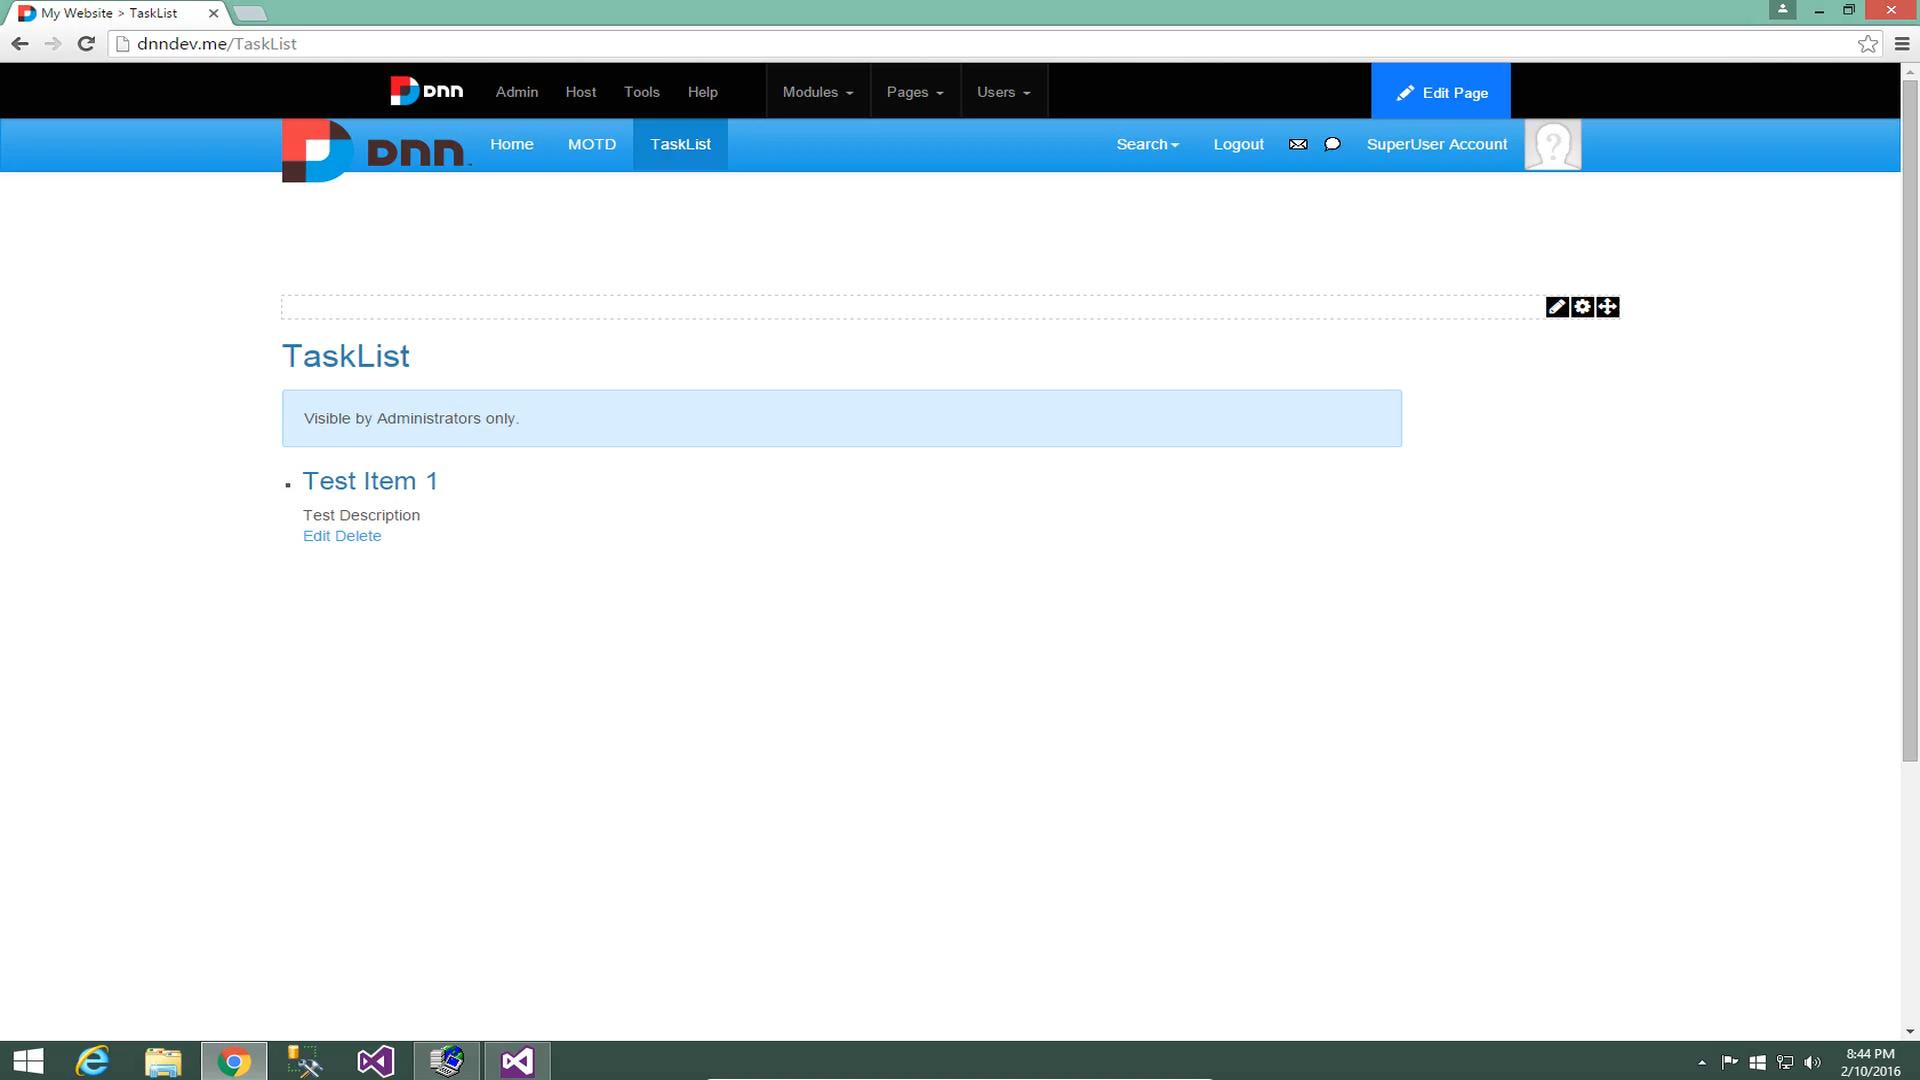 My Website > TaskList
dnndev.me/TaskList
dnn Admin Host Tools Help Modules Pages Users Edit Page
dnn Home MOTD TaskList Search Logout SuperUser Account
TaskList
Visible by Administrators only.
Test Item 1
Test Description
Edit Delete
8:44 PM
2/10/2016